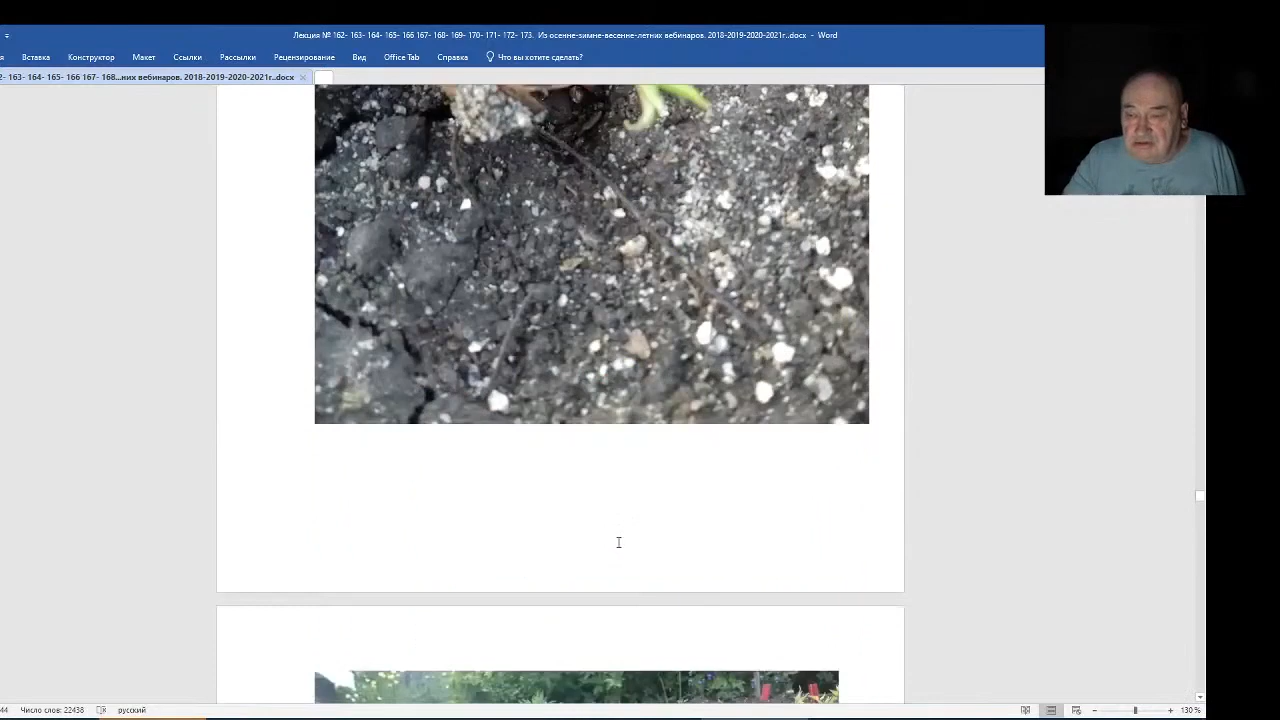 Лекция № 162- 163- 164- 165- 166 167- 168- 169- 170- 171- 172- 173. Из осенне-зимне-весенне-летних вебинаров. 2018-2019-2020-2021г..docx - Word
я Вставка Конструктор Макет Ссылки Рассылки Рецензирование Вид Office Tab Справка Что вы хотите сделать?
2- 163- 164- 165- 166 167- 168...них вебинаров. 2018-2019-2020-2021г..docx
44 Число слов: 22438 русский 130 %